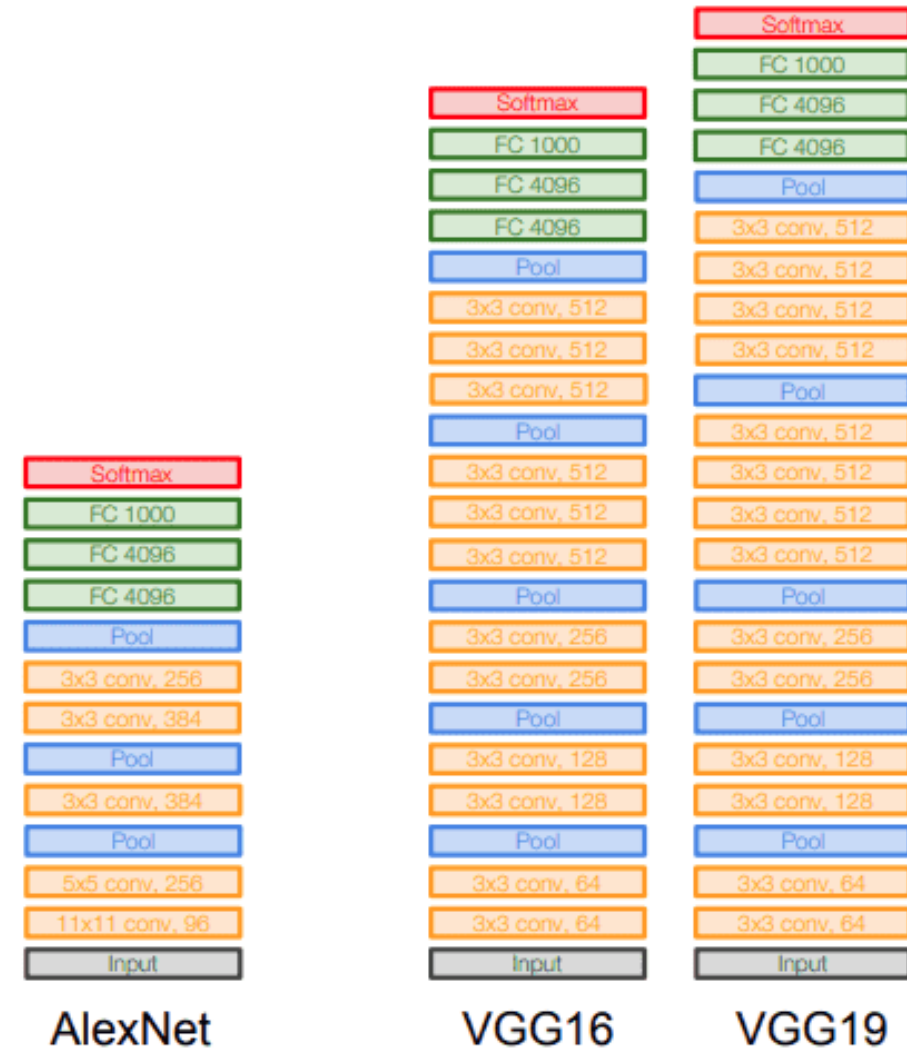 Softmax
FC 1000
FC 4096
FC 4096
Pool
3x3 conv, 256
3x3 conv, 384
Pool
3x3 conv, 384
Pool
5x5 conv, 256
11x11 conv, 96
Input
AlexNet
Softmax
FC 1000
FC 4096
FC 4096
Pool
3x3 conv, 512
3x3 conv, 512
3x3 conv, 512
Pool
3x3 conv, 512
3x3 conv, 512
3x3 conv, 512
Pool
3x3 conv, 256
3x3 conv, 256
Pool
3x3 conv, 128
3x3 conv, 128
Pool
3x3 conv, 64
3x3 conv, 64
Input
VGG16
Softmax
FC 1000
FC 4096
FC 4096
Pool
3x3 conv, 512
3x3 conv, 512
3x3 conv, 512
3x3 conv, 512
Pool
3x3 conv, 512
3x3 conv, 512
3x3 conv, 512
3x3 conv, 512
Pool
3x3 conv, 256
3x3 conv, 256
Pool
3x3 conv, 128
3x3 conv, 128
Pool
3x3 conv, 64
3x3 conv, 64
Input
VGG19